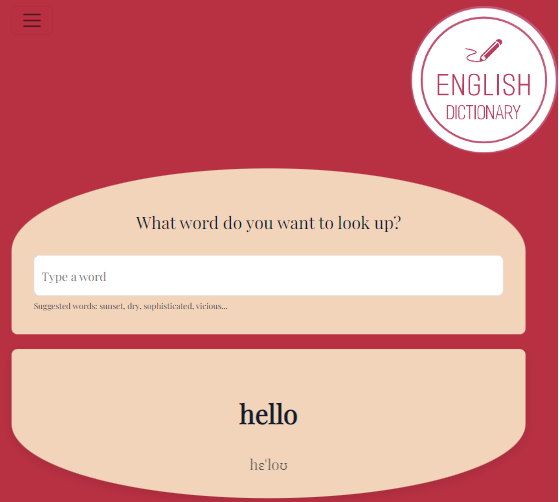 ENGLISH
DICTIONARY
What word do you want to look up?
Type a word
Suggested words: sunset, dry, sophisticated, vicious...
hello
hɛˈloʊ